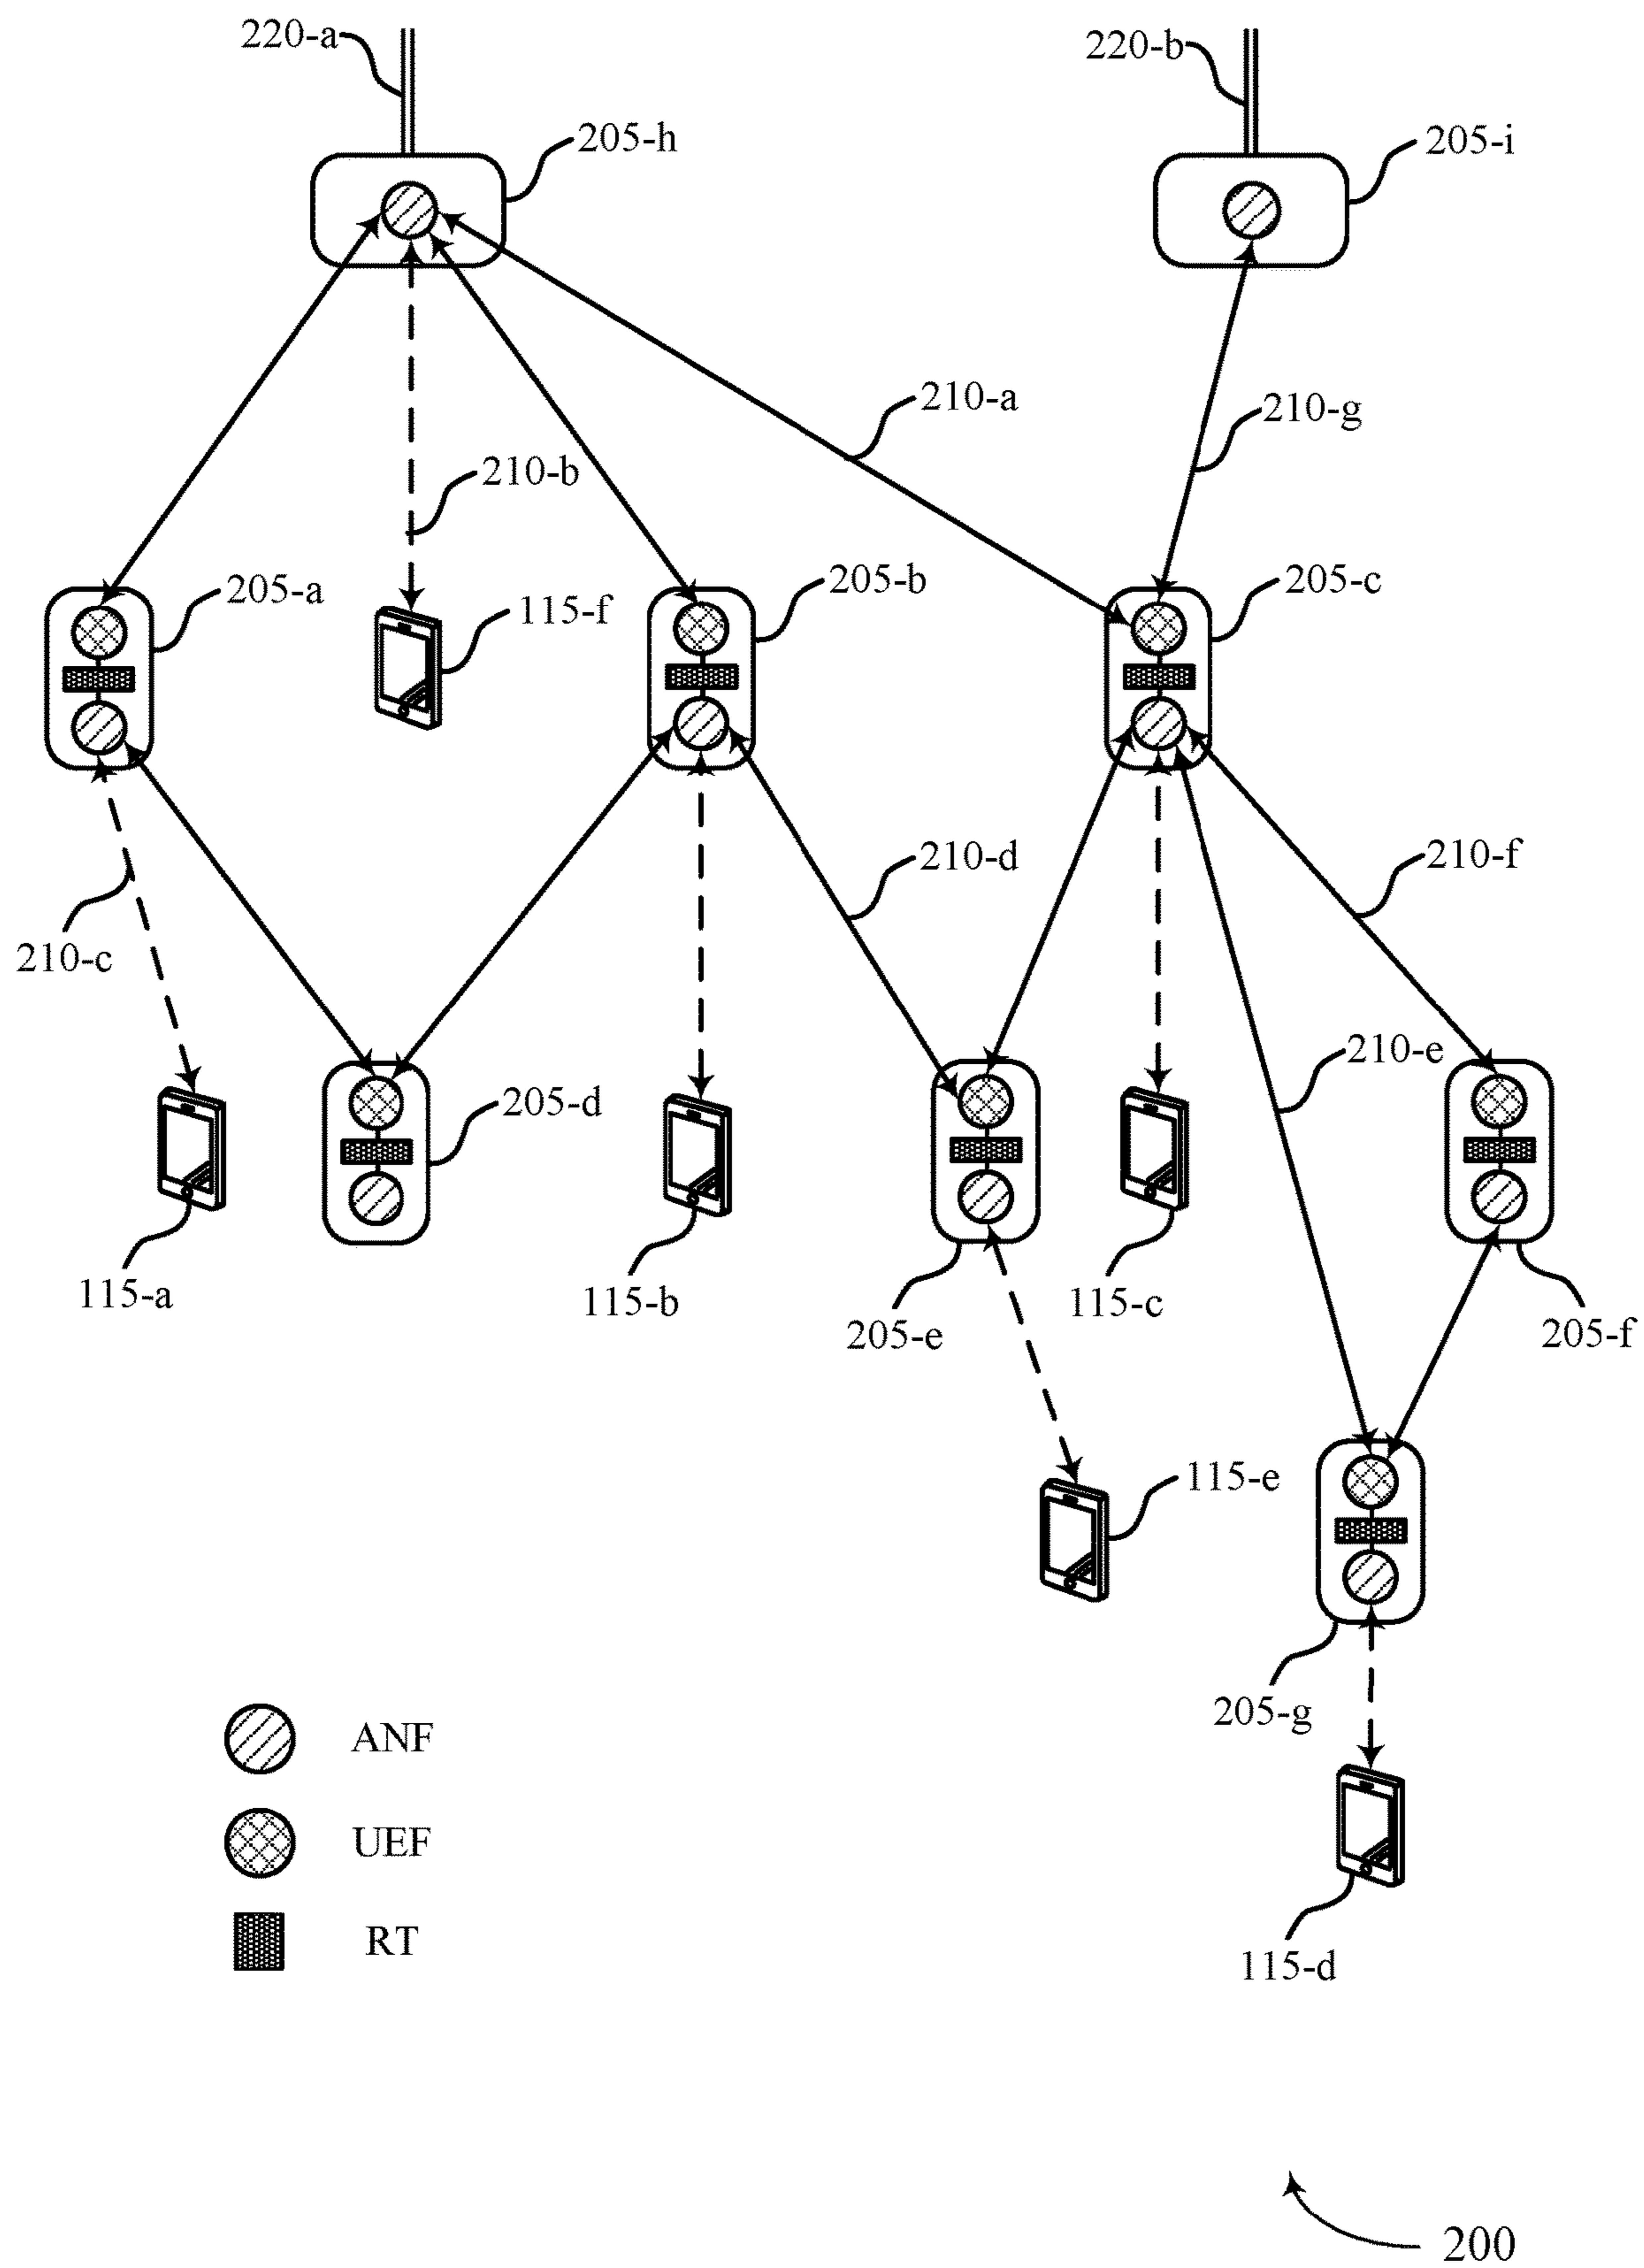 220-a
220-b
205-h
205-i
210-a
210-g
210-b
205-a
115-f
205-b
205-c
210-c
210-d
210-f
210-e
205-d
115-a
115-b
205-e
115-c
205-f
115-e
205-g
ANF
UEF
RT
115-d
200